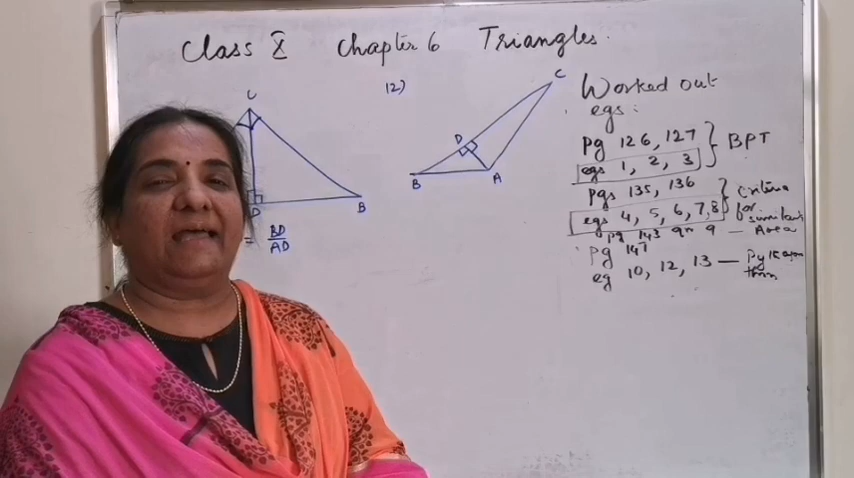 Class X Chapter 6 Triangles.
C
D
B
= BD
AD
12)
C
D
B
A
Worked out
egs:
pg 126, 127 } BPT
egs 1, 2, 3
pgs 135, 136 } Criteria
egs 4, 5, 6, 7, 8 for
pg 143 qn 9 — Area
pg 147
eg 10, 12, 13 —
thm